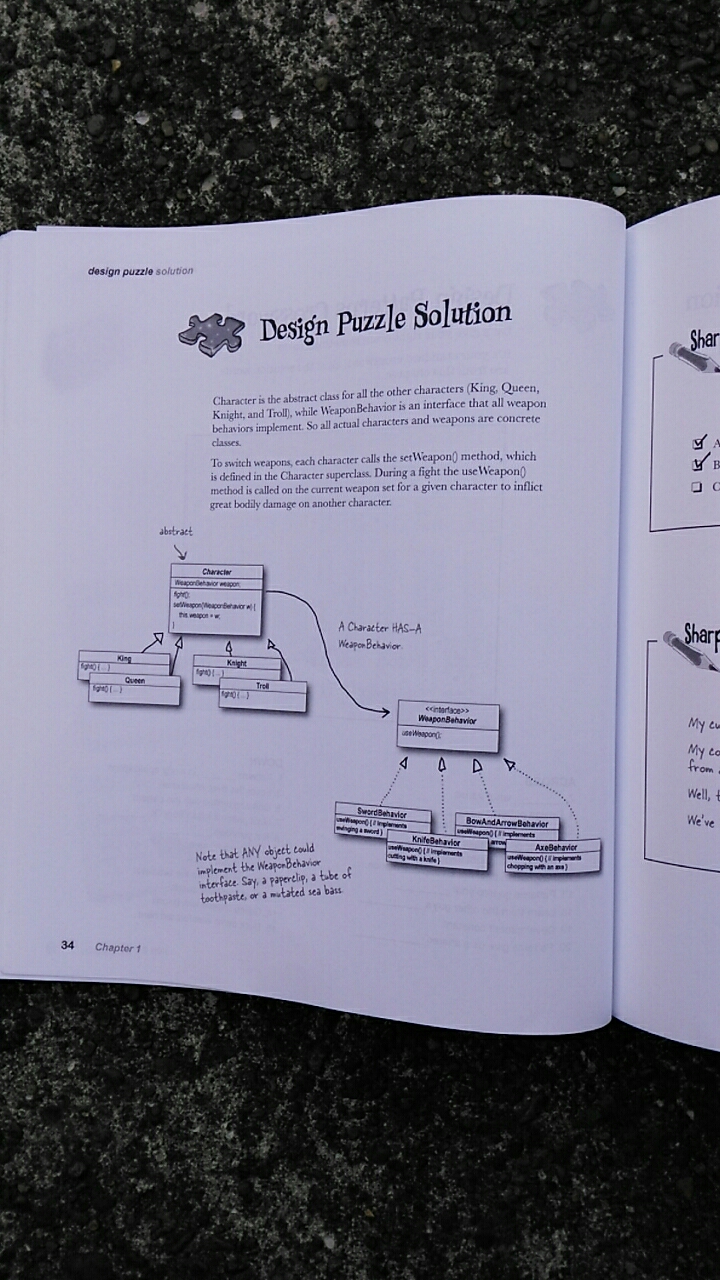 design puzzle solution
Design Puzzle Solution
Character is the abstract class for all the other characters (King, Queen,
Knight, and Troll), while WeaponBehavior is an interface that all weapon
behaviors implement. So all actual characters and weapons are concrete
classes.
To switch weapons, each character calls the setWeapon() method, which
is defined in the Character superclass. During a fight the useWeapon()
method is called on the current weapon set for a given character to inflict
great bodily damage on another character.
abstract
Character
WeaponBehavior weapon;
fight();
setWeapon(WeaponBehavior w) {
this.weapon = w;
}
King
fight() { ... }
Queen
fight() { ... }
Knight
fight() { ... }
Troll
fight() { ... }
A Character HAS-A
WeaponBehavior.
<<interface>>
WeaponBehavior
useWeapon();
SwordBehavior
useWeapon() { // implements
swinging a sword }
KnifeBehavior
useWeapon() { // implements
cutting with a knife }
BowAndArrowBehavior
useWeapon() { // implements
AxeBehavior
useWeapon() { // implements
chopping with an axe }
Note that ANY object could
implement the WeaponBehavior
interface. Say, a paperclip, a tube of
toothpaste, or a mutated sea bass.
34 Chapter 1
Shar
A
B
C
Sharp
My cu
My co
from
Well, t
We've